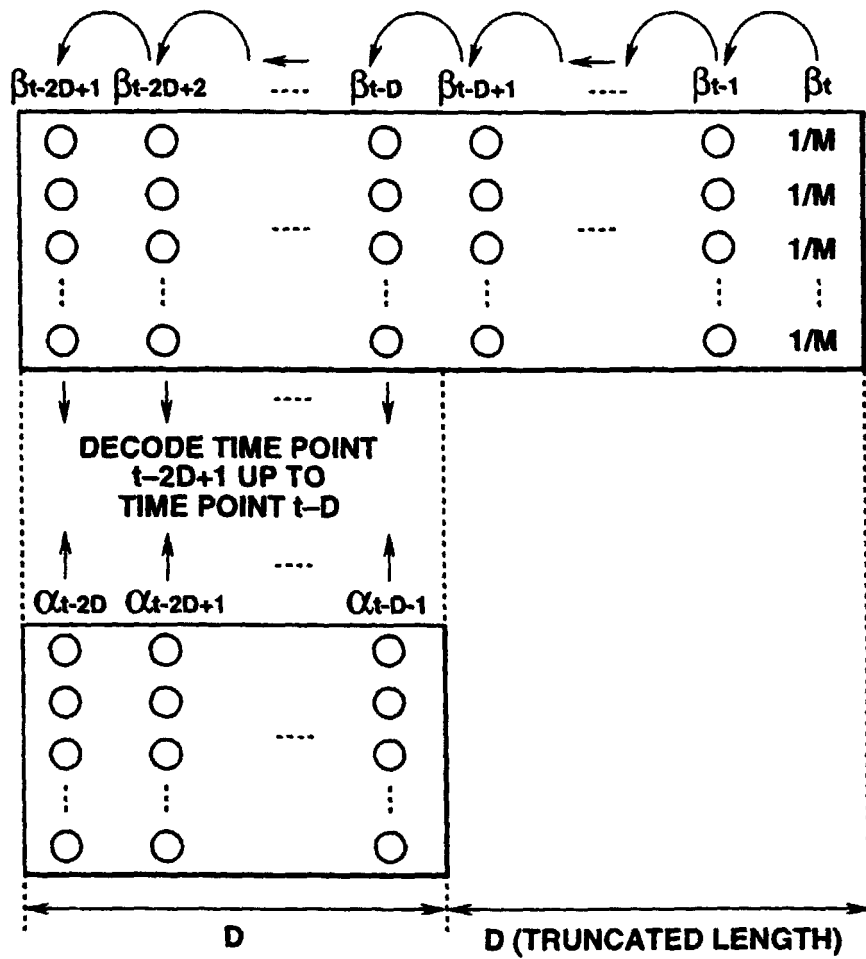 βt-2D+1 βt-2D+2 ..... βt-D βt-D+1 ..... βt-1 βt
1/M
1/M
..... ..... 1/M
1/M
.....
DECODE TIME POINT
t–2D+1 UP TO
TIME POINT t–D
.....
αt-2D αt-2D+1 αt-D-1
.....
D D (TRUNCATED LENGTH)